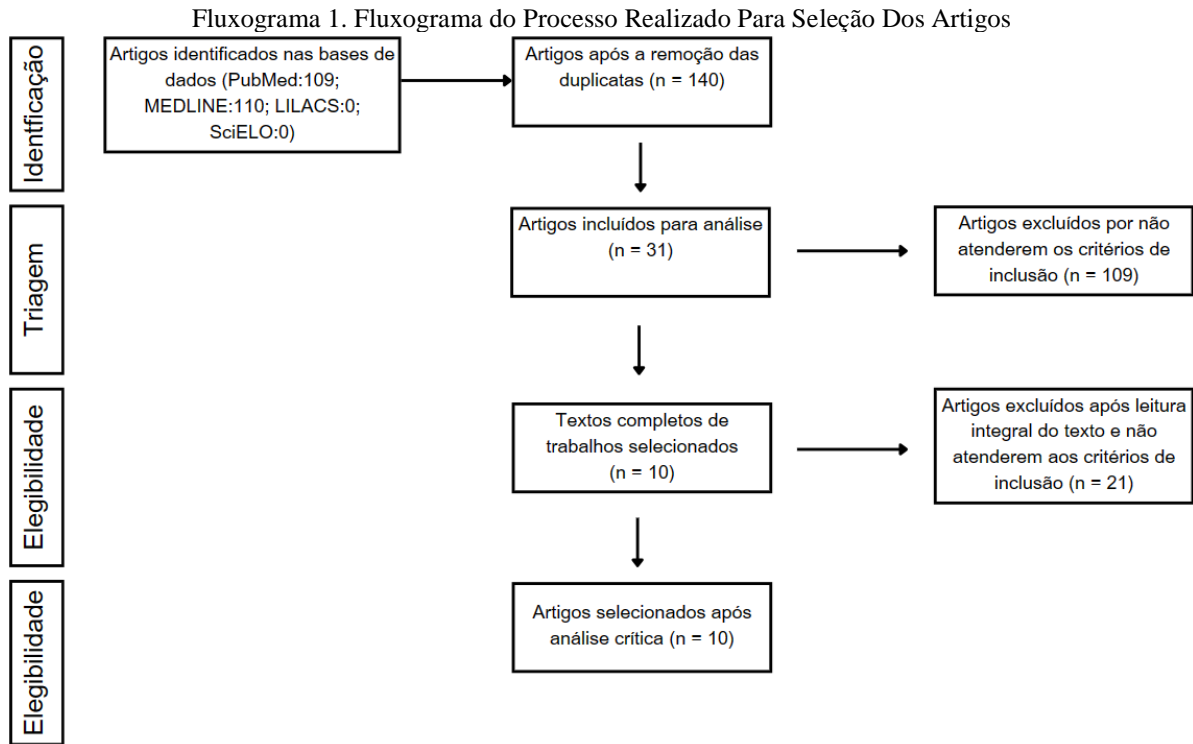 Fluxograma 1. Fluxograma do Processo Realizado Para Seleção Dos Artigos
Identficação
Artigos identificados nas bases de
dados (PubMed:109;
MEDLINE:110; LILACS:0;
SciELO:0)
Artigos após a remoção das
duplicatas (n = 140)
Triagem
Artigos incluídos para análise
(n = 31)
Artigos excluídos por não
atenderem os critérios de
inclusão (n = 109)
Elegibilidade
Textos completos de
trabalhos selecionados
(n = 10)
Artigos excluídos após leitura
integral do texto e não
atenderem aos critérios de
inclusão (n = 21)
Elegibilidade
Artigos selecionados após
análise crítica (n = 10)